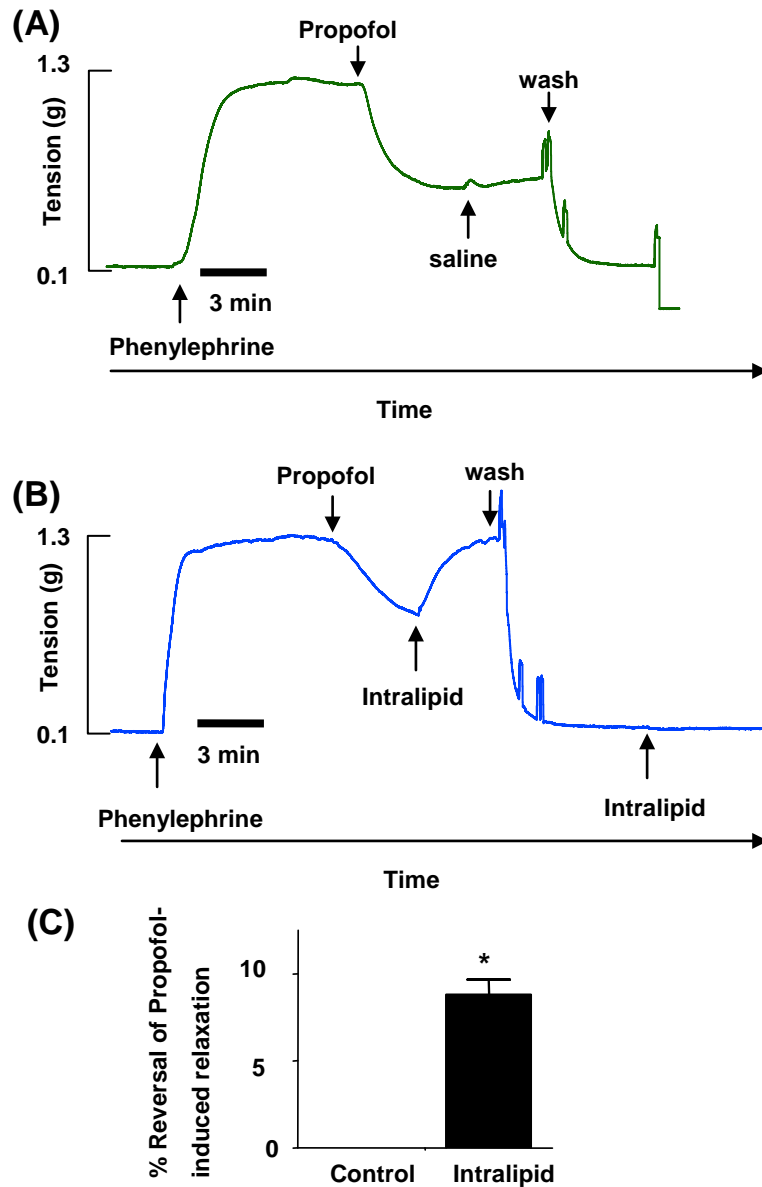 (A)
Propofol
wash
1.3
Tension (g)
0.1
saline
3 min
Phenylephrine
Time
(B)
Propofol
wash
1.3
Tension (g)
0.1
Intralipid
3 min
Phenylephrine
Intralipid
Time
(C)
% Reversal of Propofol-
induced relaxation
10
*
5
0
Control
Intralipid